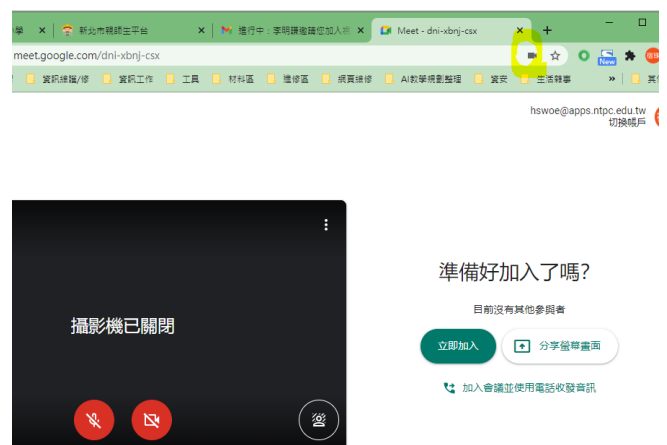 學
新北市親師生平台
進行中：李明講邀請您加入視
Meet - dni-xbnj-csx
meet.google.com/dni-xbnj-csx
New
資訊維護/修
資訊工作
工具
材科區
進修區
網頁維修
AI教學規劃整理
資安
生活雜事
»
其
hswoe@apps.ntpc.edu.tw
切換帳戶
攝影機已關閉
準備好加入了嗎?
目前沒有其他參與者
立即加入
分享螢幕畫面
加入會議並使用電話收發音訊